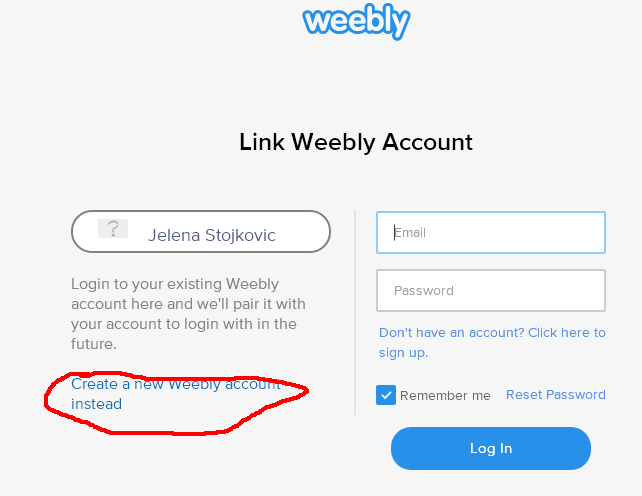 weebly
Link Weebly Account
?
Jelena Stojkovic
Login to your existing Weebly
account here and we'll pair it with
your account to login with in the
future.
Create a new Weebly account
instead
Email
Password
Don't have an account? Click here to
sign up.
Remember me
Reset Password
Log In